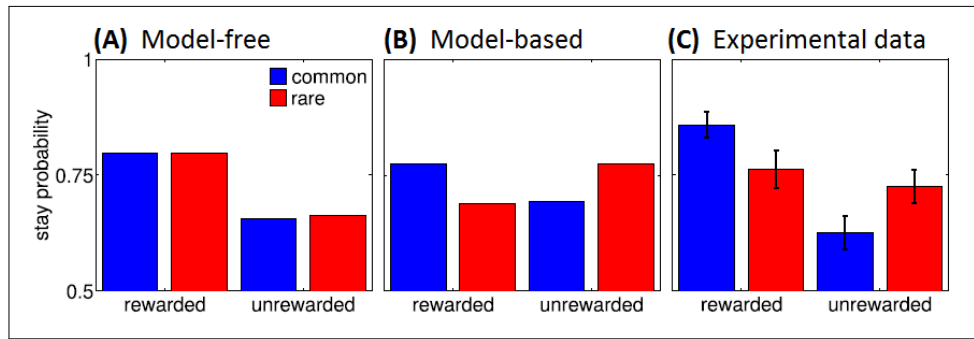 (A) Model-free
(B) Model-based
(C) Experimental data
1
0.75
0.5
stay probability
common
rare
rewarded unrewarded
rewarded unrewarded
rewarded unrewarded